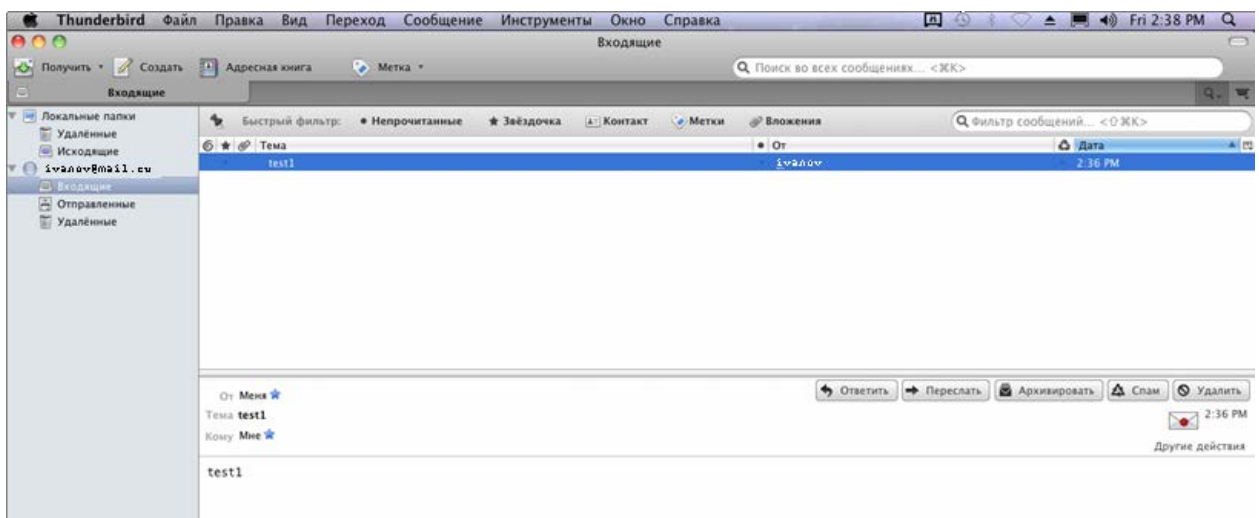 Thunderbird Файл Правка Вид Переход Сообщение Инструменты Окно Справка Fri 2:38 PM
Входящие
Получить Создать Адресная книга Метка Поиск во всех сообщениях... <⌘K>
Входящие
Локальные папки
Удалённые
Исходящие
ivanov@mail.cu
Входящие
Отправленные
Удалённые
Быстрый фильтр: Непрочитанные Звёздочка Контакт Метки Вложения Фильтр сообщений... <⇧⌘K>
Тема От Дата
test1 ivanov 2:36 PM
От Меня Ответить Переслать Архивировать Спам Удалить
Тема test1 2:36 PM
Кому Мне
Другие действия
test1